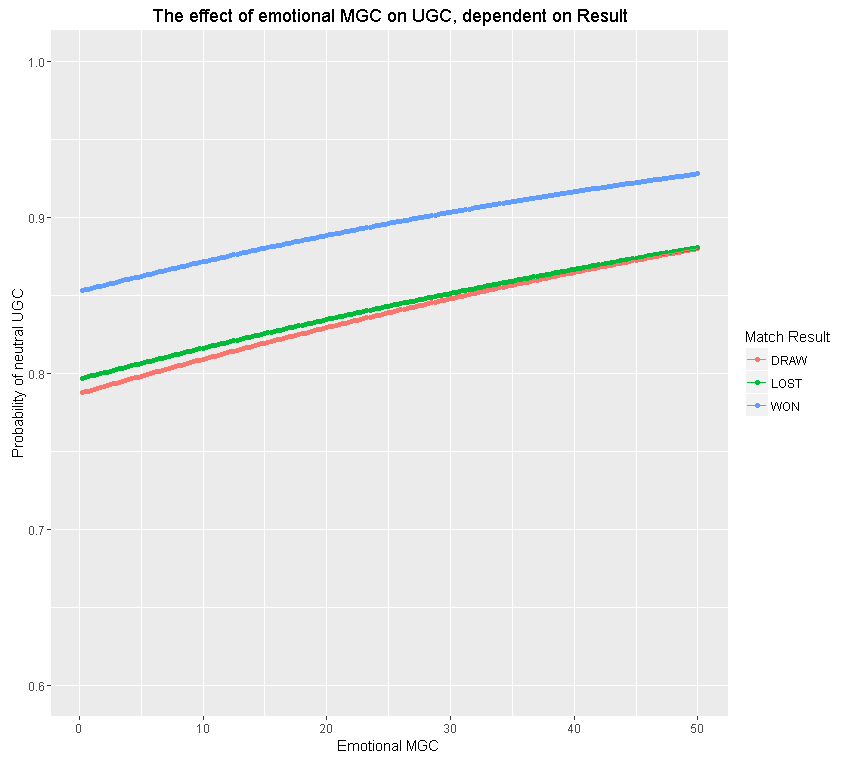 The effect of emotional MGC on UGC, dependent on Result
Probability of neutral UGC
1.0
0.9
0.8
0.7
0.6
0
10
20
30
40
50
Emotional MGC
Match Result
DRAW
LOST
WON